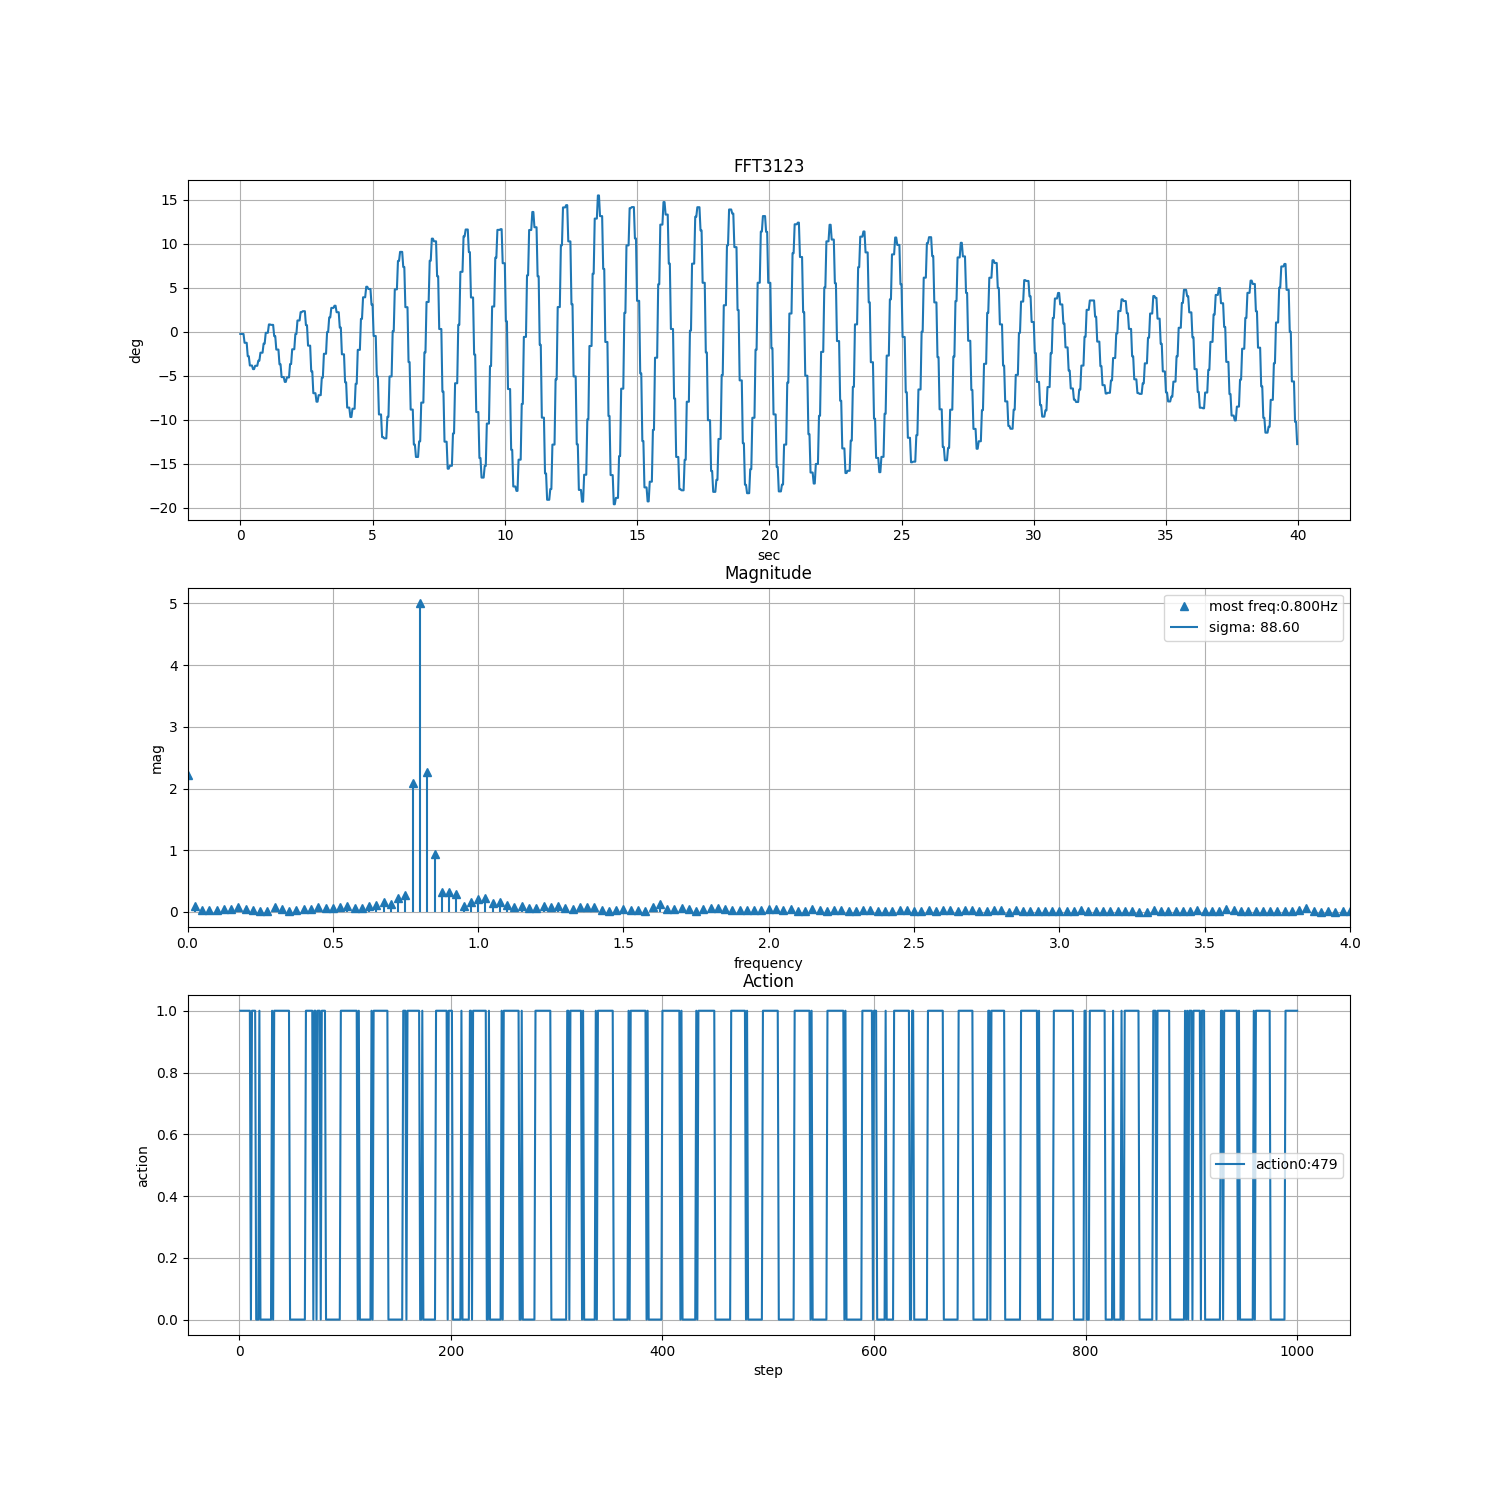 FFT3123
15
10
5
0
−5
−10
−15
−20
deg
0 5 10 15 20 25 30 35 40
sec
Magnitude
5
4
3
2
1
0
mag
most freq:0.800Hz
sigma: 88.60
0.0 0.5 1.0 1.5 2.0 2.5 3.0 3.5 4.0
frequency
Action
1.0
0.8
0.6
0.4
0.2
0.0
action
action0:479
0 200 400 600 800 1000
step